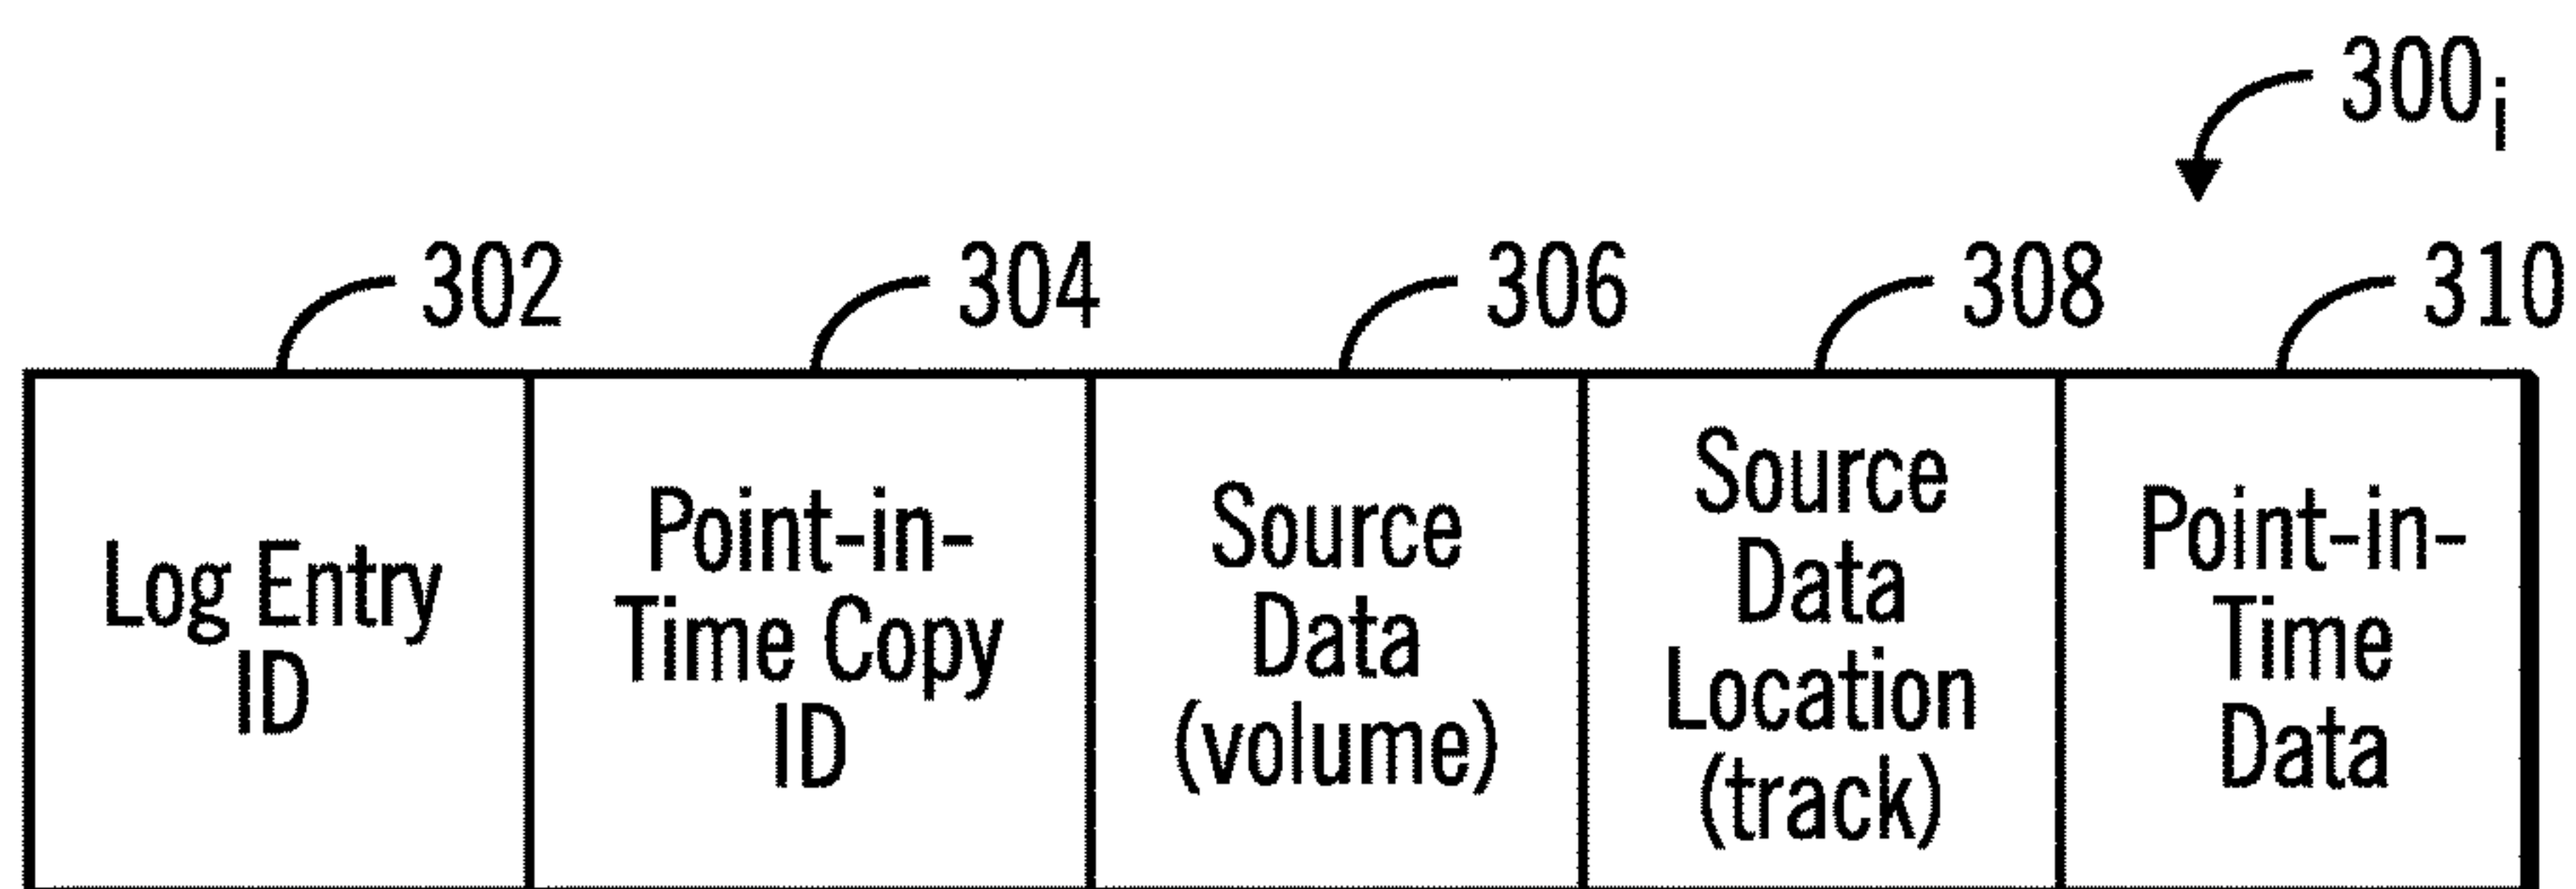 300i
302 304 306 308 310
Log Entry
ID
Point-in-
Time Copy
ID
Source
Data
(volume)
Source
Data
Location
(track)
Point-in-
Time
Data